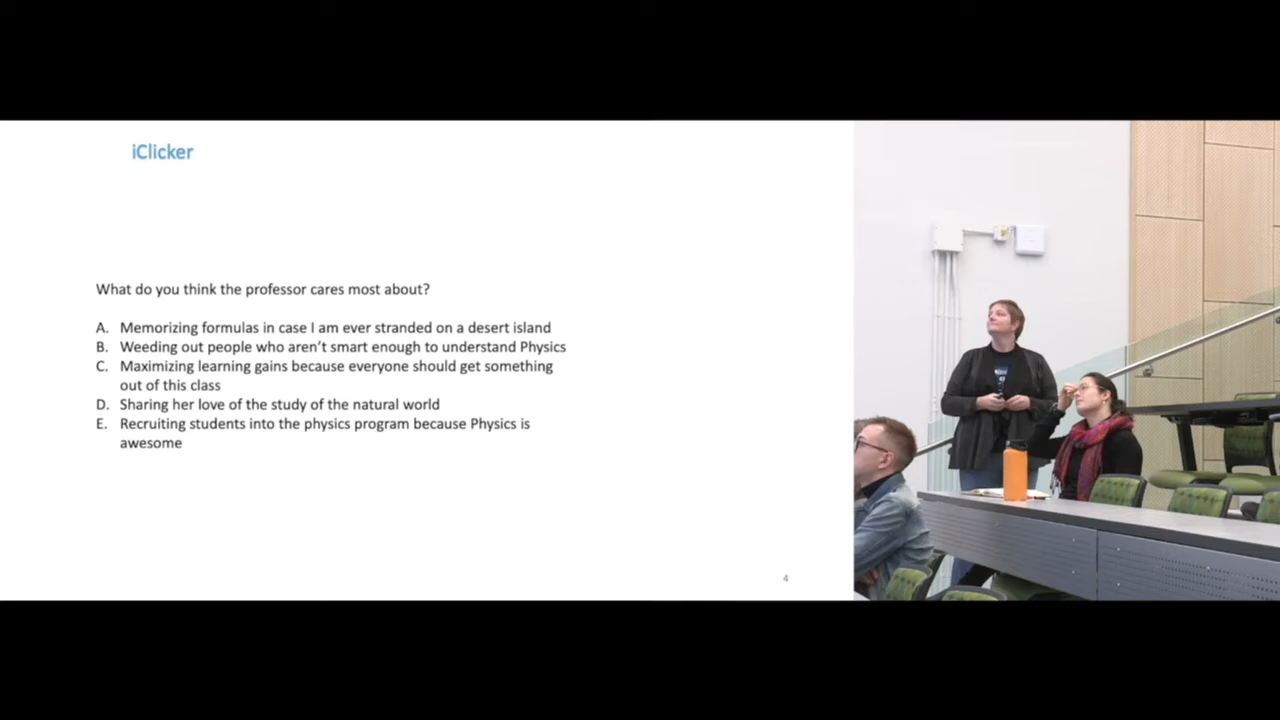 iClicker
What do you think the professor cares most about?
A. Memorizing formulas in case I am ever stranded on a desert island
B. Weeding out people who aren't smart enough to understand Physics
C. Maximizing learning gains because everyone should get something
out of this class
D. Sharing her love of the study of the natural world
E. Recruiting students into the physics program because Physics is
awesome
4